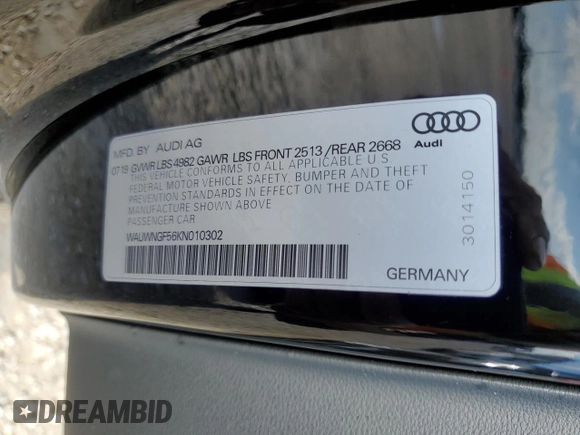 MFD. BY AUDI AG
0719 GVWR LBS 4982 GAWR LBS FRONT 2513 /REAR 2668
THIS VEHICLE CONFORMS TO ALL APPLICABLE U S
FEDERAL MOTOR VEHICLE SAFETY, BUMPER AND THEFT
PREVENTION STANDARDS IN EFFECT ON THE DATE OF
MANUFACTURE SHOWN ABOVE
PASSENGER CAR
WAUWNGF56KN010302
Audi
3014150
GERMANY
DREAMBID